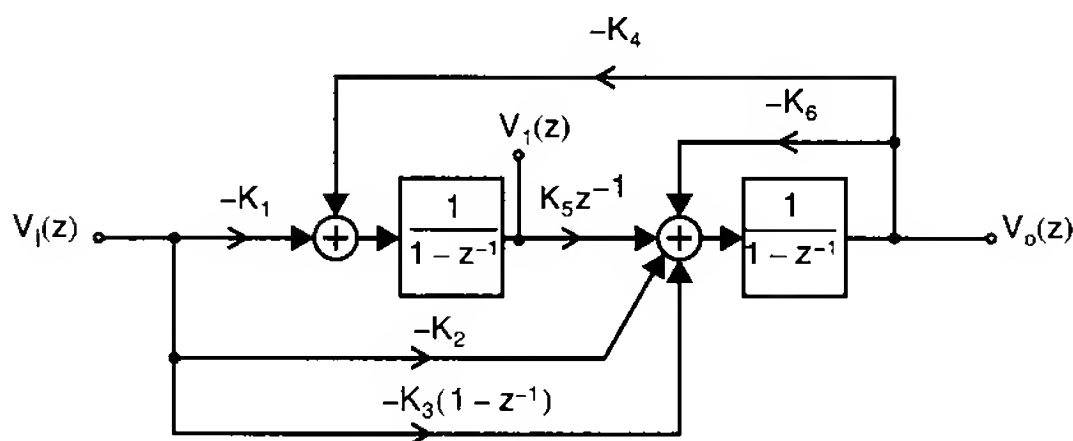 −K₄
−K₆
V₁(z)
Vᵢ(z)
−K₁
+
1
1 − z⁻¹
K₅z⁻¹
+
1
1 − z⁻¹
Vₒ(z)
−K₂
−K₃(1 − z⁻¹)